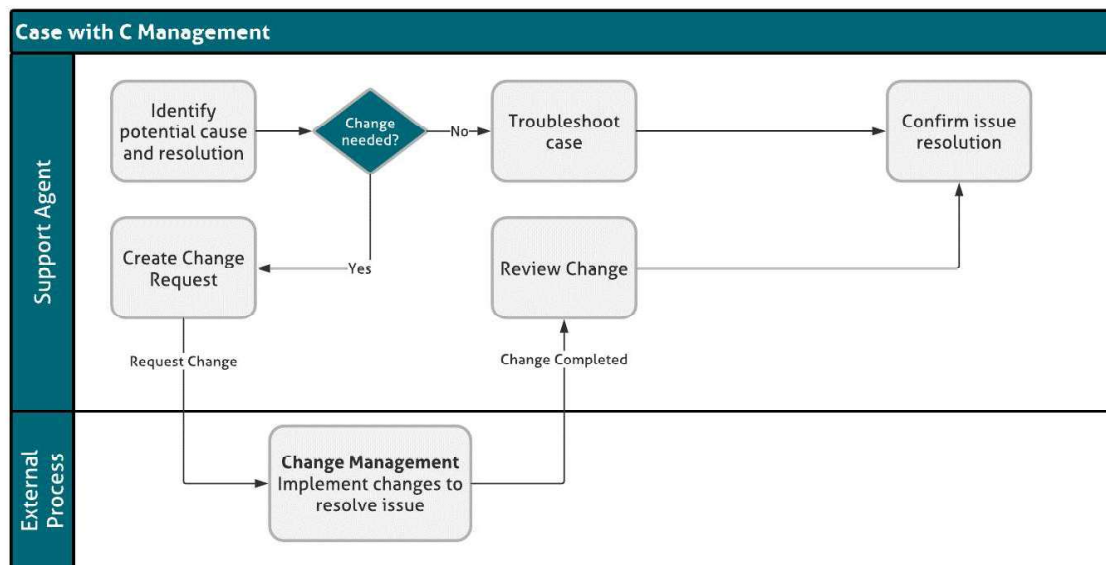 Case with C Management
Support Agent
Identify
potential cause
and resolution
Change
needed?
No
Troubleshoot
case
Confirm issue
resolution
Create Change
Request
Yes
Review Change
Request Change
Change Completed
External
Process
Change Management
Implement changes to
resolve issue